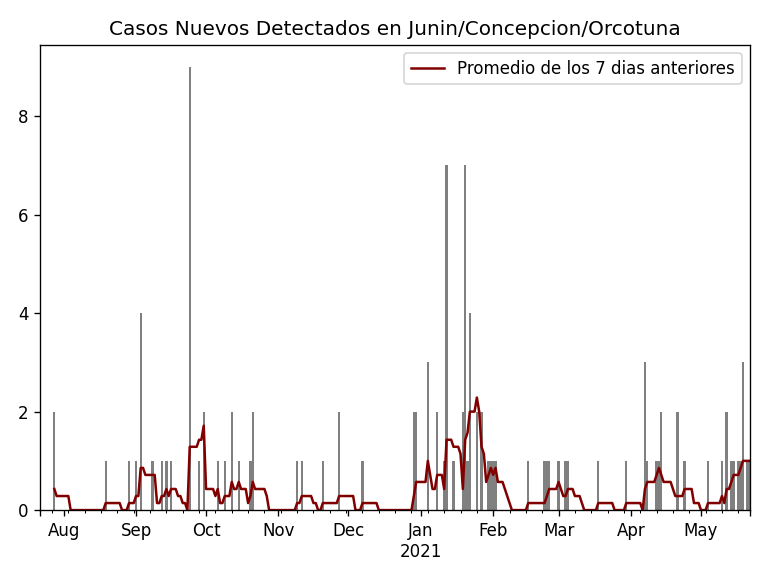 Casos Nuevos Detectados en Junin/Concepcion/Orcotuna
Promedio de los 7 dias anteriores
8
6
4
2
0
Aug Sep Oct Nov Dec Jan Feb Mar Apr May
2021